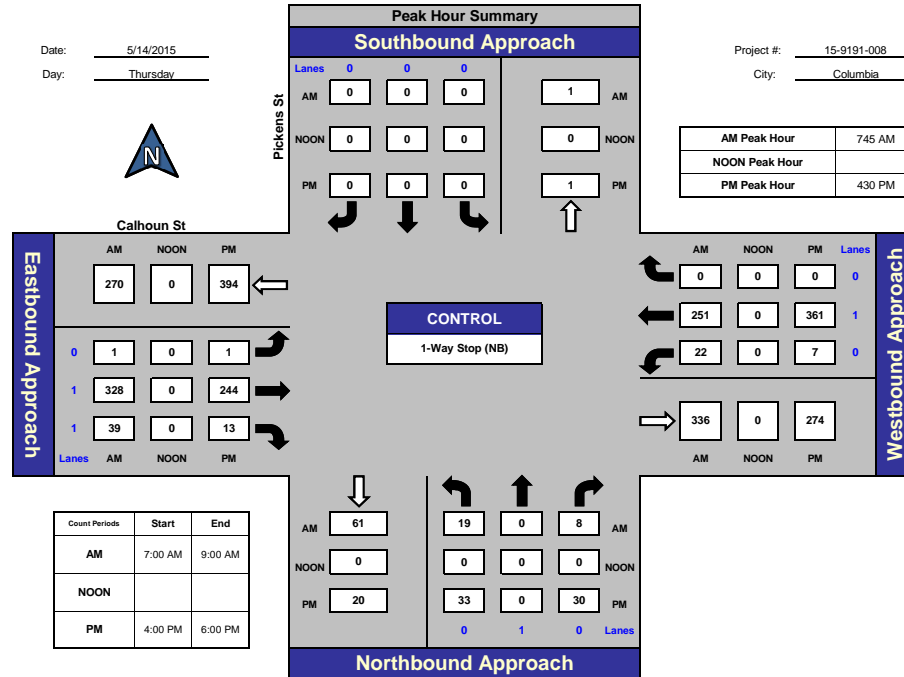 Peak Hour Summary
Southbound Approach
Date: 5/14/2015
Day: Thursday
Project #: 15-9191-008
City: Columbia
N
Pickens St
Lanes 0 0 0
AM 0 0 0 1 AM
NOON 0 0 0 0 NOON
PM 0 0 0 1 PM
AM Peak Hour 745 AM
NOON Peak Hour
PM Peak Hour 430 PM
Calhoun St
Eastbound Approach
AM NOON PM
270 0 394
0 1 0 1
1 328 0 244
1 39 0 13
Lanes AM NOON PM
CONTROL
1-Way Stop (NB)
Westbound Approach
AM NOON PM Lanes
0 0 0 0
251 0 361 1
22 0 7 0
336 0 274
AM NOON PM
Count Periods Start End
AM 7:00 AM 9:00 AM
NOON
PM 4:00 PM 6:00 PM
AM 61 19 0 8 AM
NOON 0 0 0 0 NOON
PM 20 33 0 30 PM
0 1 0 Lanes
Northbound Approach